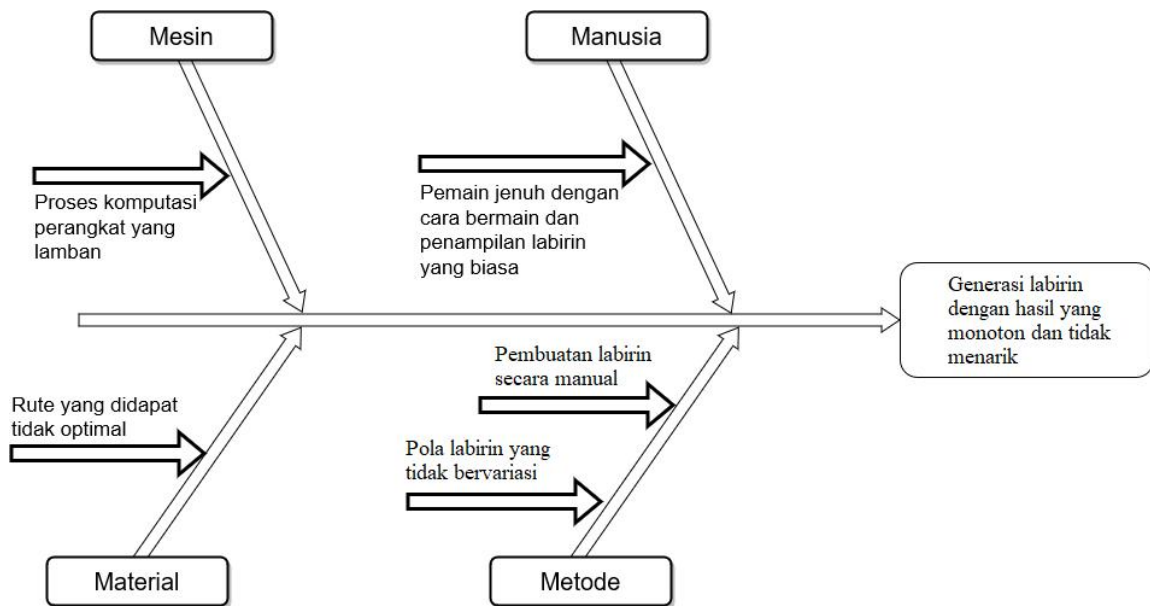 Mesin
Manusia
Proses komputasi
perangkat yang
lamban
Pemain jenuh dengan
cara bermain dan
penampilan labirin
yang biasa
Generasi labirin
dengan hasil yang
monoton dan tidak
menarik
Pembuatan labirin
secara manual
Rute yang didapat
tidak optimal
Pola labirin yang
tidak bervariasi
Material
Metode